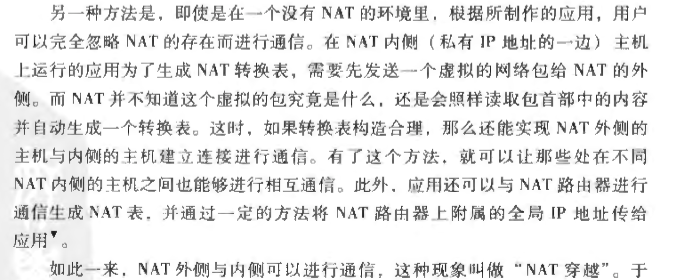 另一种方法是，即使是在一个没有 NAT 的环境里，根据所制作的应用，用户
可以完全忽略 NAT 的存在而进行通信。在 NAT 内侧（私有 IP 地址的一边）主机
上运行的应用为了生成 NAT 转换表，需要先发送一个虚拟的网络包给 NAT 的外
侧。而 NAT 并不知道这个虚拟的包究竟是什么，还是会照样读取包首部中的内容
并自动生成一个转换表。这时，如果转换表构造合理，那么还能实现 NAT 外侧的
主机与内侧的主机建立连接进行通信。有了这个方法，就可以让那些处在不同
NAT 内侧的主机之间也能够进行相互通信。此外，应用还可以与 NAT 路由器进行
通信生成 NAT 表，并通过一定的方法将 NAT 路由器上附属的全局 IP 地址传给
应用▼。
如此一来，NAT 外侧与内侧可以进行通信，这种现象叫做“NAT 穿越”。于